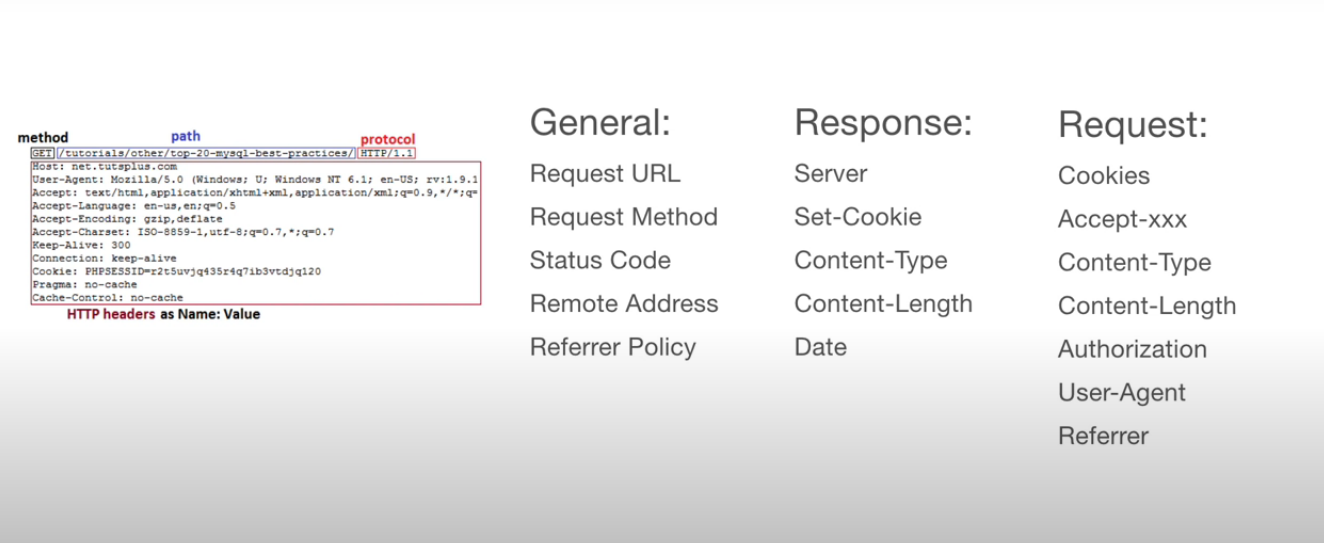 method path protocol
GET /tutorials/other/top-20-mysql-best-practices/ HTTP/1.1
Host: net.tutsplus.com
User-Agent: Mozilla/5.0 (Windows; U; Windows NT 6.1; en-US; rv:1.9.1
Accept: text/html,application/xhtml+xml,application/xml;q=0.9,*/*;q=
Accept-Language: en-us,en;q=0.5
Accept-Encoding: gzip,deflate
Accept-Charset: ISO-8859-1,utf-8;q=0.7,*;q=0.7
Keep-Alive: 300
Connection: keep-alive
Cookie: PHPSESSID=r2t5uvjq435r4q7ib3vtdjq120
Pragma: no-cache
Cache-Control: no-cache
HTTP headers as Name: Value
General:
Request URL
Request Method
Status Code
Remote Address
Referrer Policy
Response:
Server
Set-Cookie
Content-Type
Content-Length
Date
Request:
Cookies
Accept-xxx
Content-Type
Content-Length
Authorization
User-Agent
Referrer